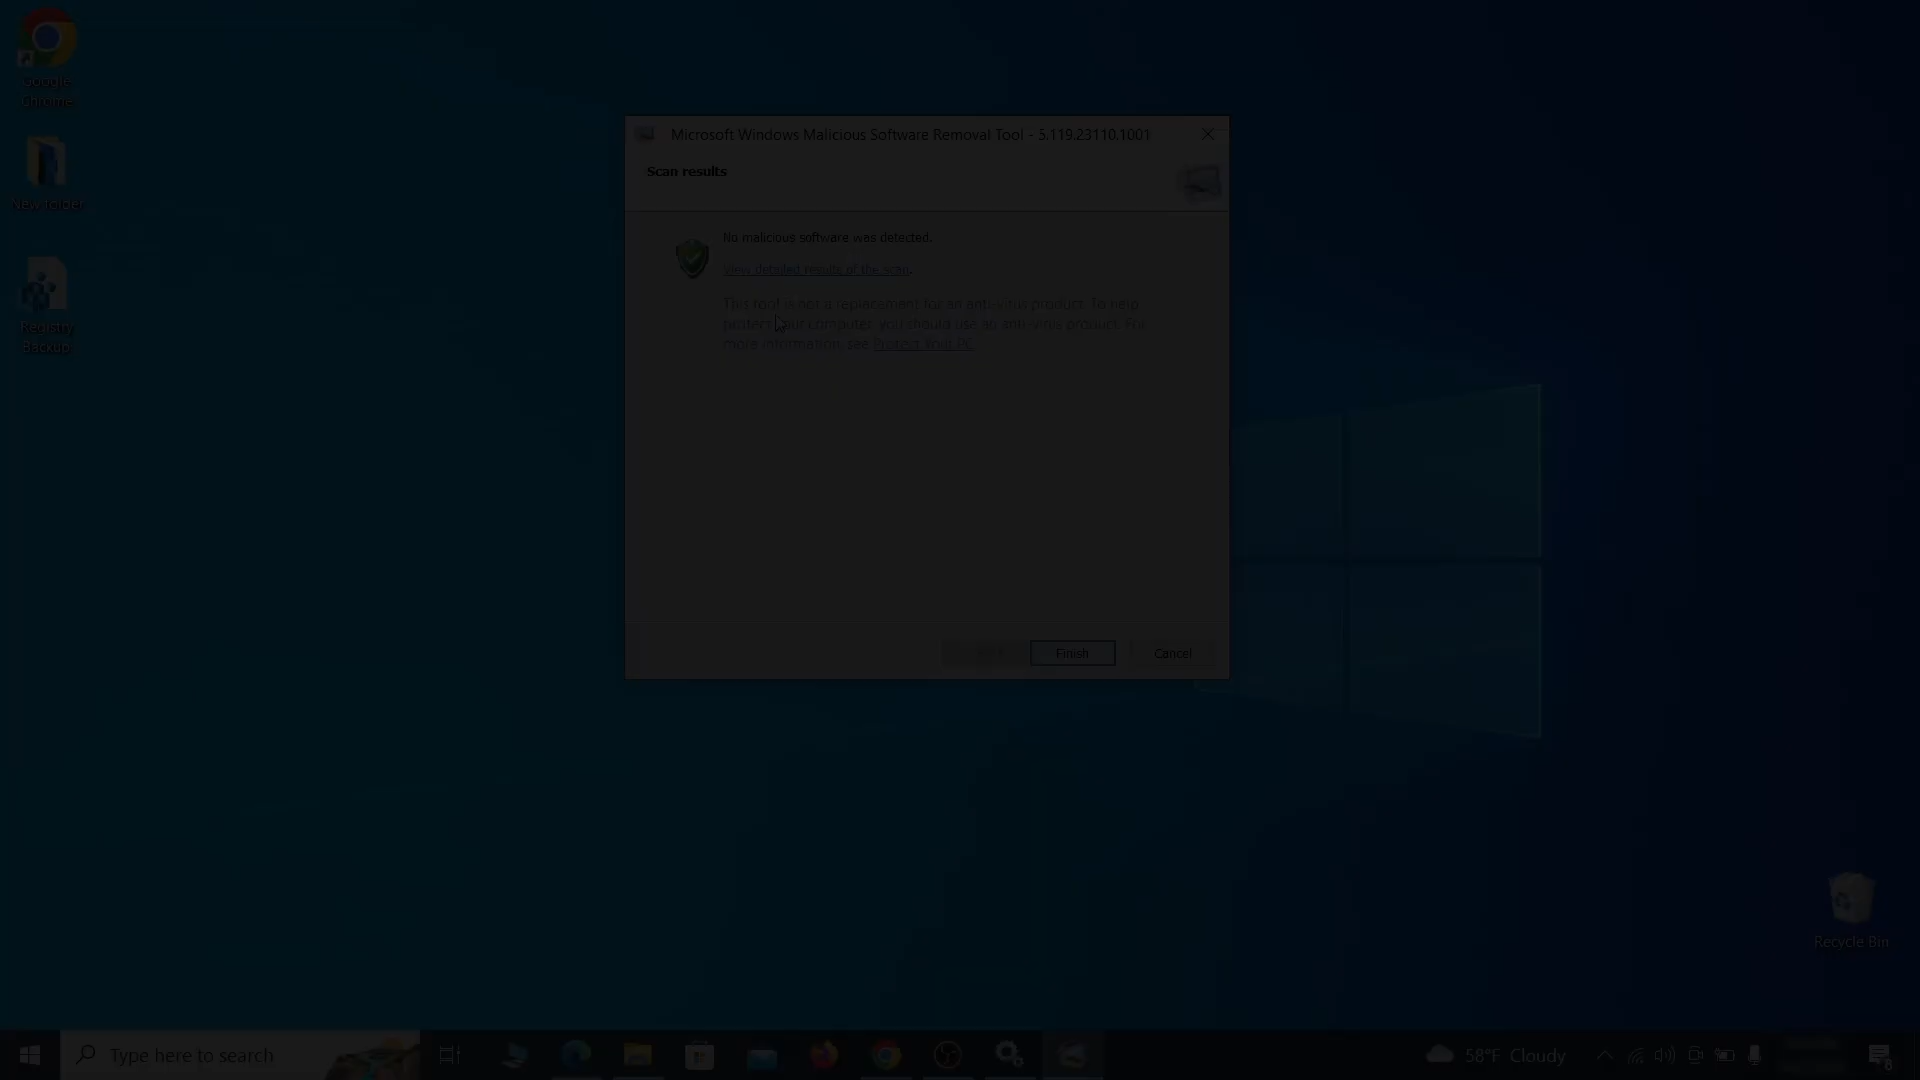 Google
Chrome
New folder
Registry
Backup
Microsoft Windows Malicious Software Removal Tool - 5.119.23110.1001
Scan results
No malicious software was detected.
View detailed results of the scan.
This tool is not a replacement for an anti-virus product. To help
protect your computer, you should use an anti-virus product. For
more information, see Protect Your PC.
Finish
Cancel
Recycle Bin
Type here to search
58°F Cloudy
8